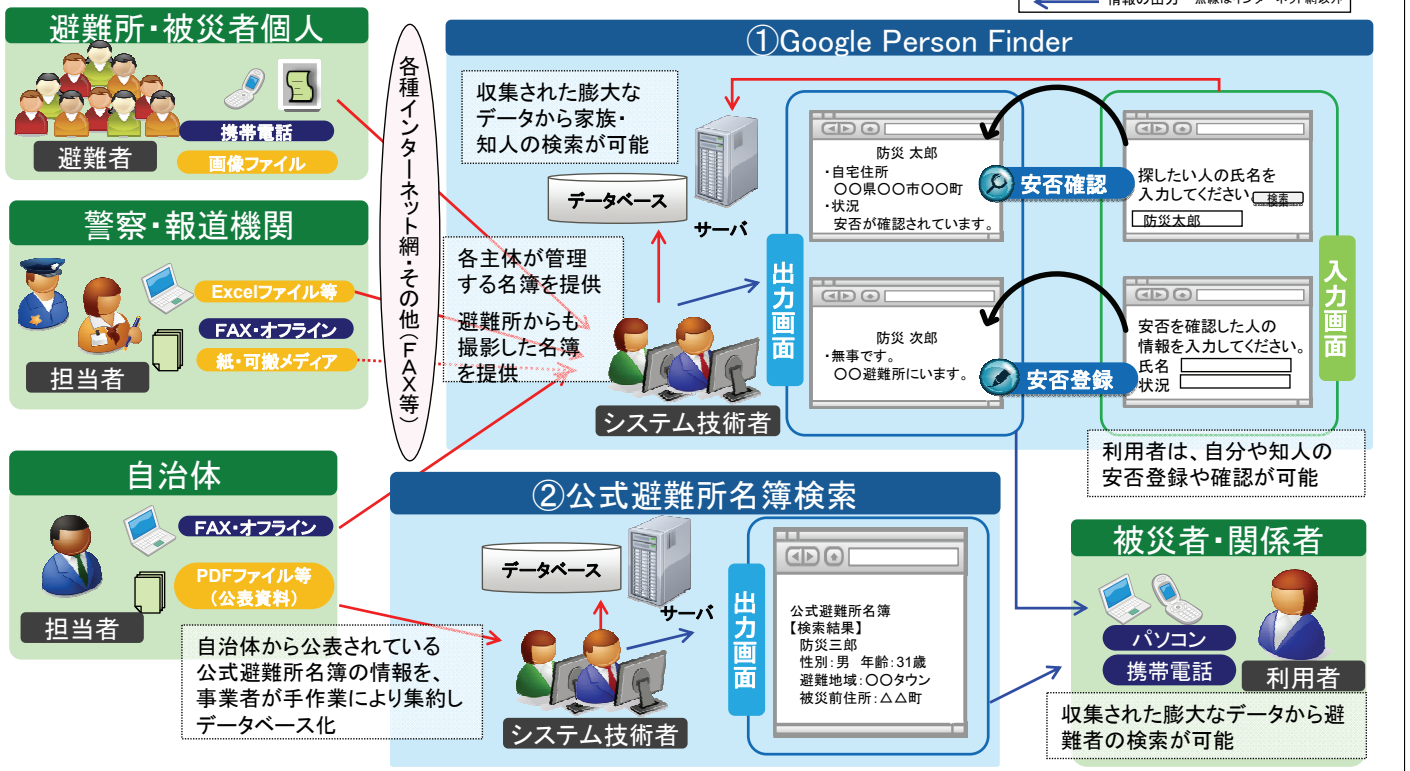 情報の出力 点線はインターネット網以外
避難所・被災者個人
携帯電話
画像ファイル
避難者
警察・報道機関
Excelファイル等
FAX・オフライン
紙・可搬メディア
担当者
自治体
FAX・オフライン
PDFファイル等
（公表資料）
担当者
各種インターネット網・その他（FAX等）
①Google Person Finder
収集された膨大な
データから家族・
知人の検索が可能
データベース
サーバ
各主体が管理
する名簿を提供
避難所からも
撮影した名簿
を提供
システム技術者
出力画面
防災 太郎
・自宅住所
〇〇県〇〇市〇〇町
・状況
安否が確認されています。
安否確認
探したい人の氏名を
入力してください
検索
防災太郎
防災 次郎
・無事です。
〇〇避難所にいます。
安否登録
安否を確認した人の
情報を入力してください。
氏名
状況
入力画面
利用者は、自分や知人の
安否登録や確認が可能
②公式避難所名簿検索
データベース
サーバ
システム技術者
自治体から公表されている
公式避難所名簿の情報を、
事業者が手作業により集約し
データベース化
出力画面
公式避難所名簿
【検索結果】
防災三郎
性別：男 年齢：31歳
避難地域：〇〇タウン
被災前住所：△△町
被災者・関係者
パソコン
携帯電話
利用者
収集された膨大なデータから避
難者の検索が可能